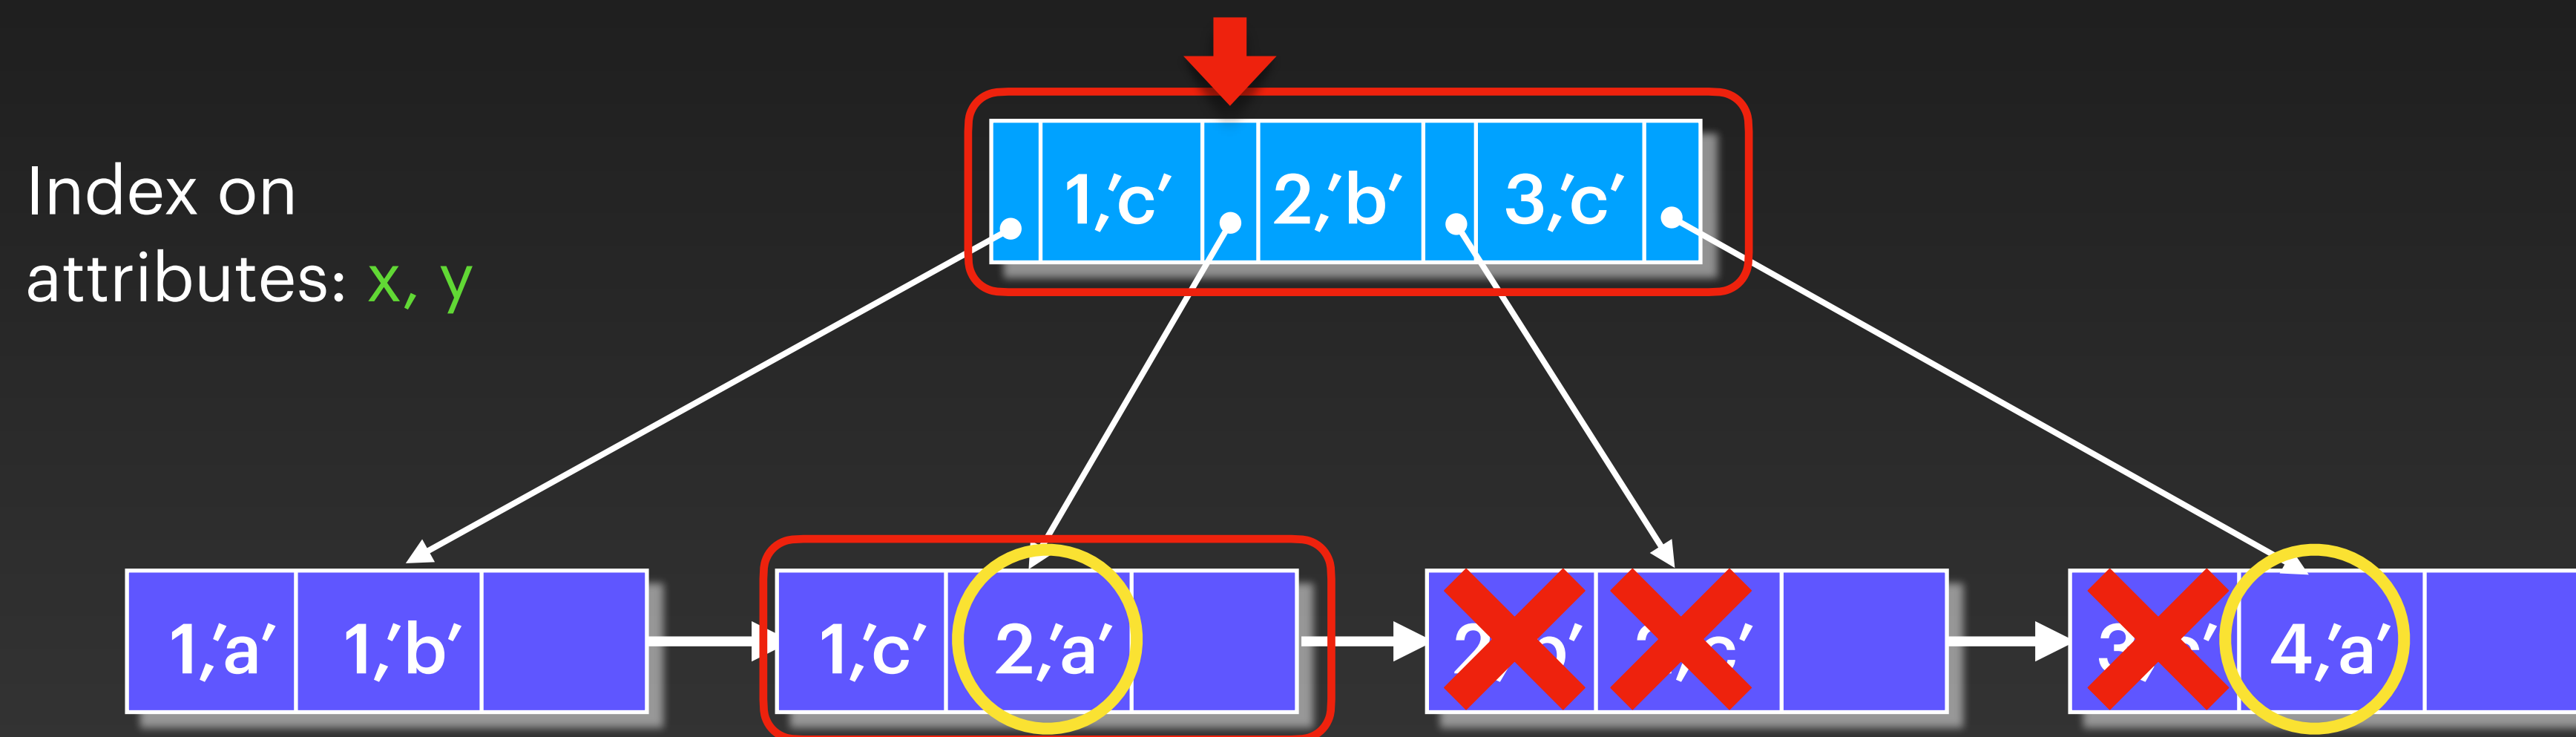 Index on
attributes: x, y
1,'c' 2,'b' 3,'c'
1,'a' 1,'b' 1,'c' 2,'a' 4,'a'